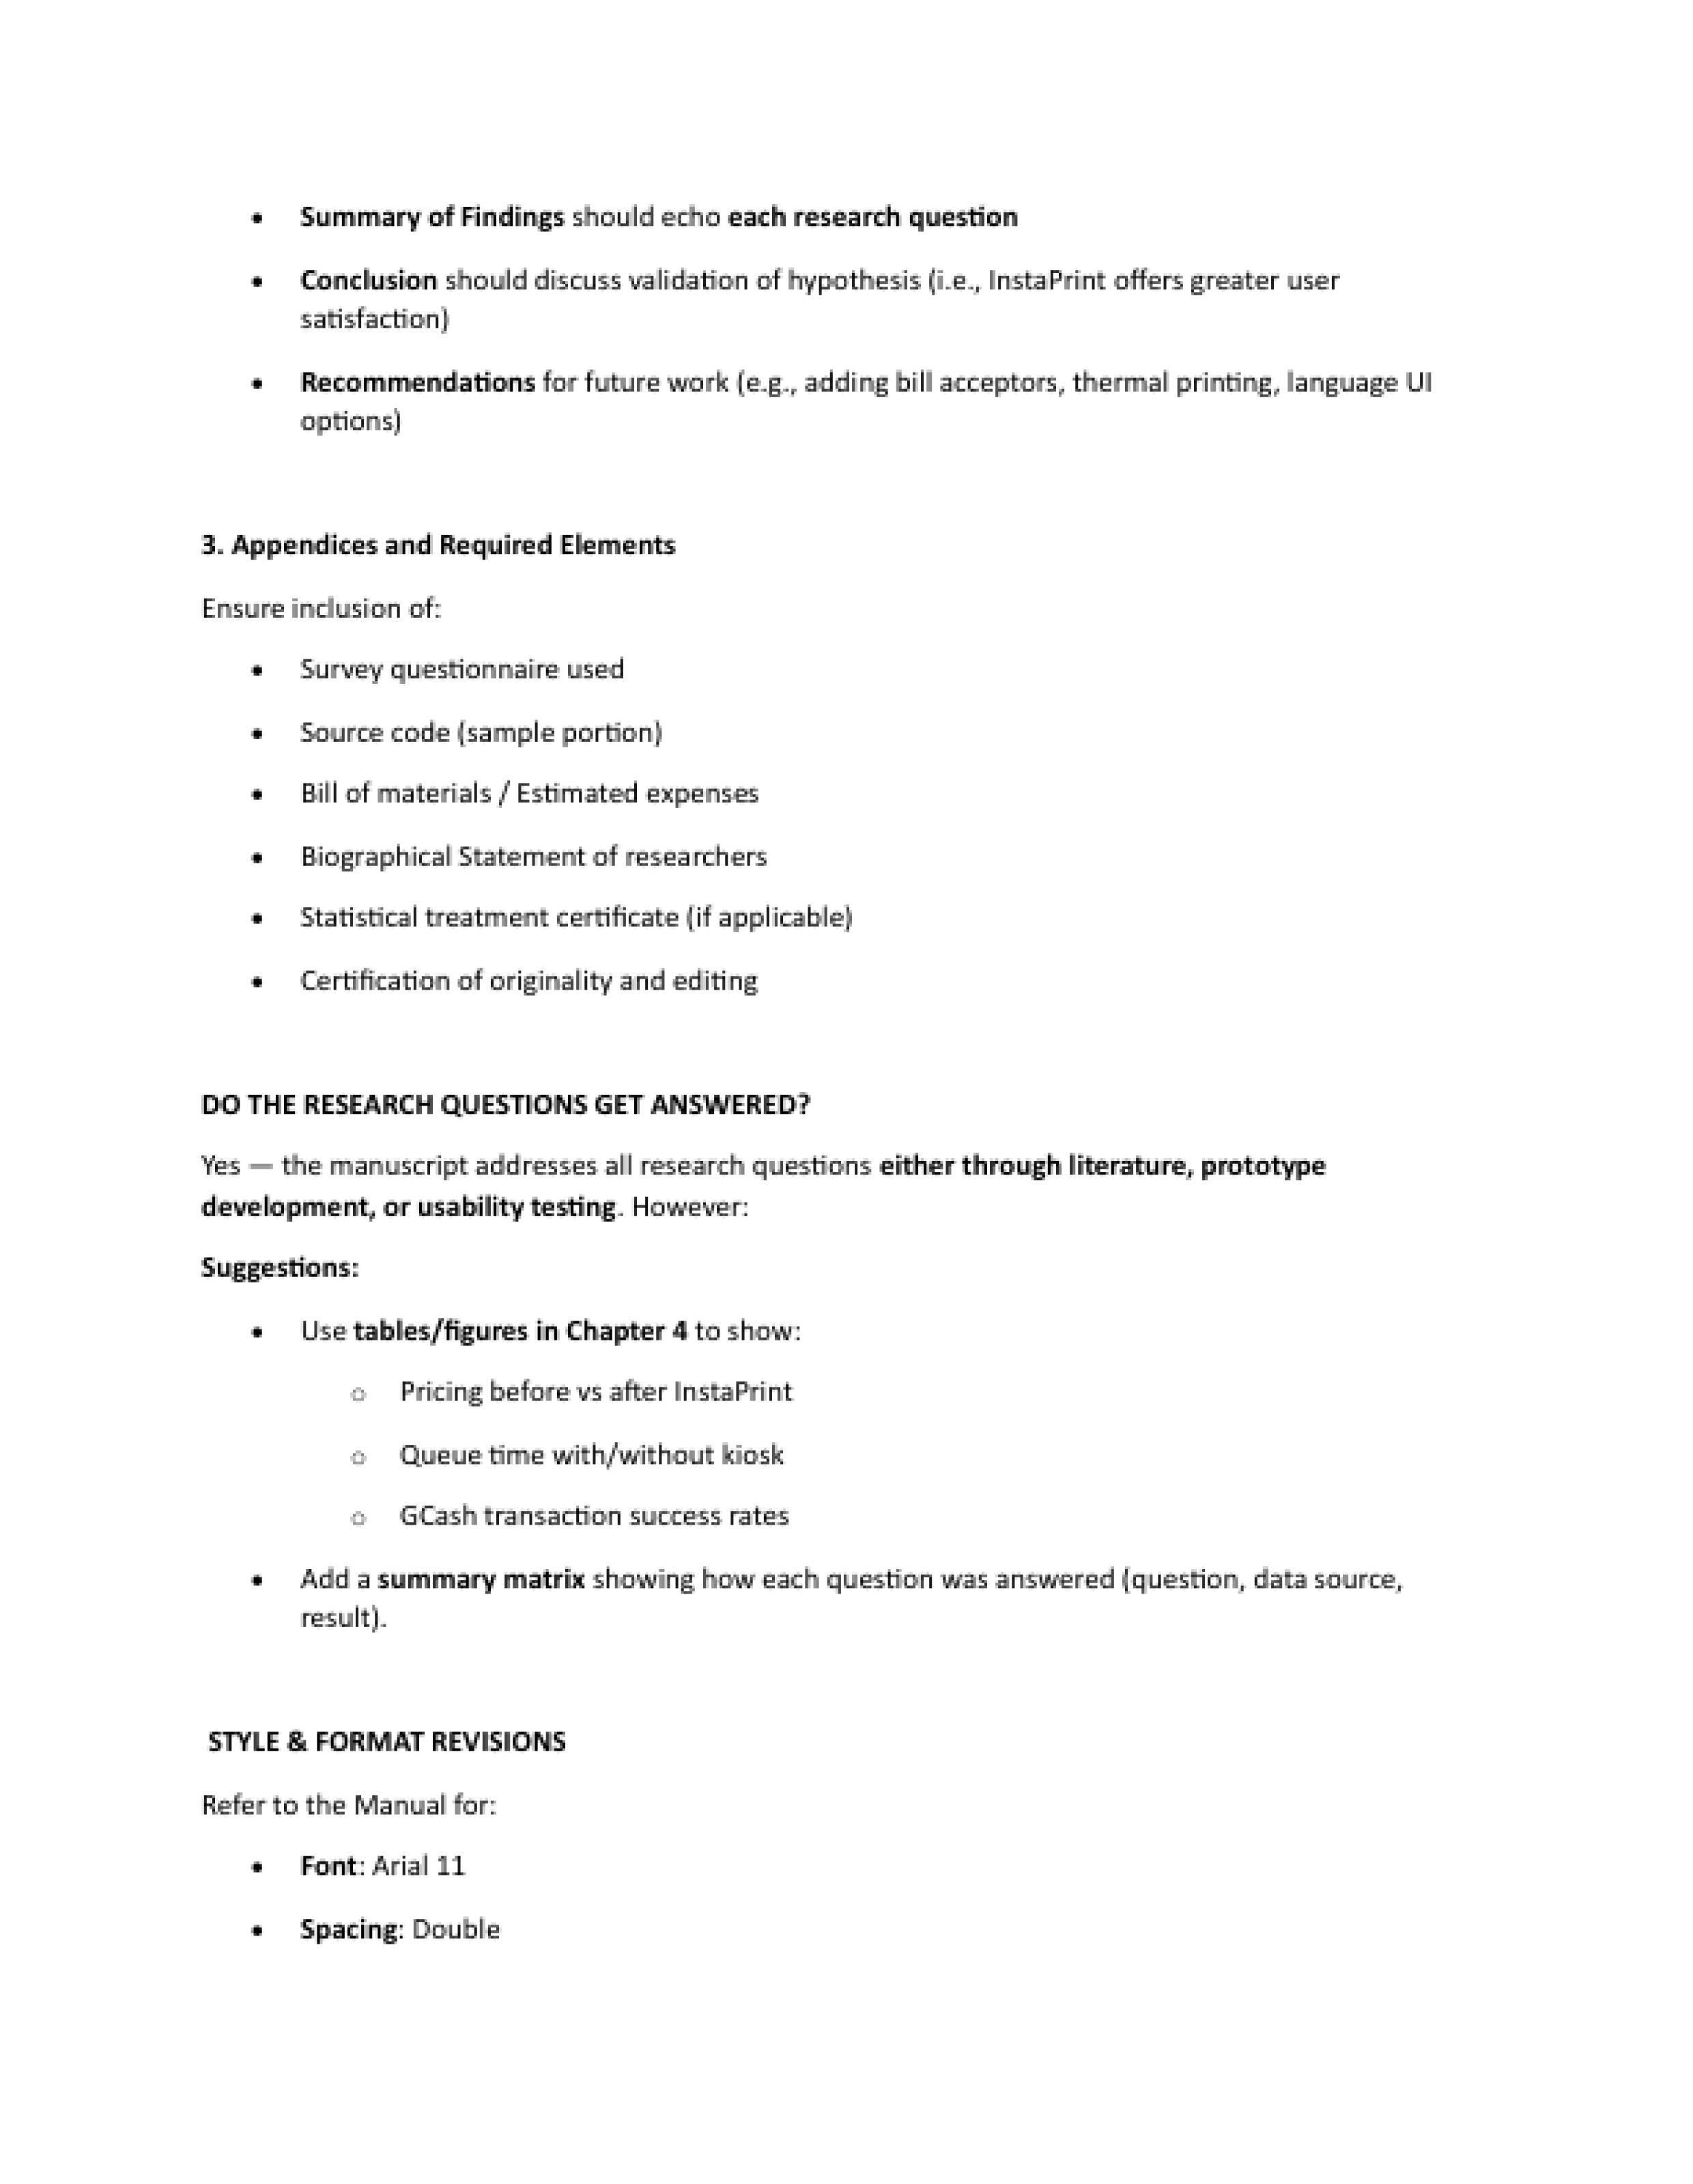 • Summary of Findings should echo each research question
• Conclusion should discuss validation of hypothesis (i.e., InstaPrint offers greater user
satisfaction)
• Recommendations for future work (e.g., adding bill acceptors, thermal printing, language UI
options)
3. Appendices and Required Elements
Ensure inclusion of:
• Survey questionnaire used
• Source code (sample portion)
• Bill of materials / Estimated expenses
• Biographical Statement of researchers
• Statistical treatment certificate (if applicable)
• Certification of originality and editing
DO THE RESEARCH QUESTIONS GET ANSWERED?
Yes — the manuscript addresses all research questions either through literature, prototype
development, or usability testing. However:
Suggestions:
• Use tables/figures in Chapter 4 to show:
o Pricing before vs after InstaPrint
o Queue time with/without kiosk
o GCash transaction success rates
• Add a summary matrix showing how each question was answered (question, data source,
result).
STYLE & FORMAT REVISIONS
Refer to the Manual for:
• Font: Arial 11
• Spacing: Double